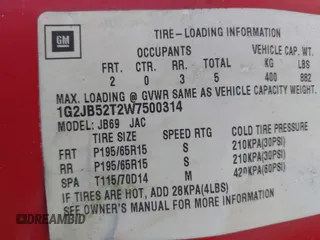 GM
TIRE-LOADING INFORMATION
OCCUPANTS VEHICLE CAP. WT.
FRT. CTR. RR. TOTAL KG LBS
2 0 3 5 400 882
MAX. LOADING @ GVWR SAME AS VEHICLE CAPACITY WEIGHT.
1G2JB52T2W7500314
MODEL: JB69 JAC
TIRE SIZE SPEED RTG COLD TIRE PRESSURE
FRT P195/65R15 S 210KPA(30PSI)
RR P195/65R15 S 210KPA(30PSI)
SPA T115/70D14 M 420KPA(60PSI)
IF TIRES ARE HOT, ADD 28KPA(4LBS)
SEE OWNER'S MANUAL FOR MORE INFORMATION
DREAMBID